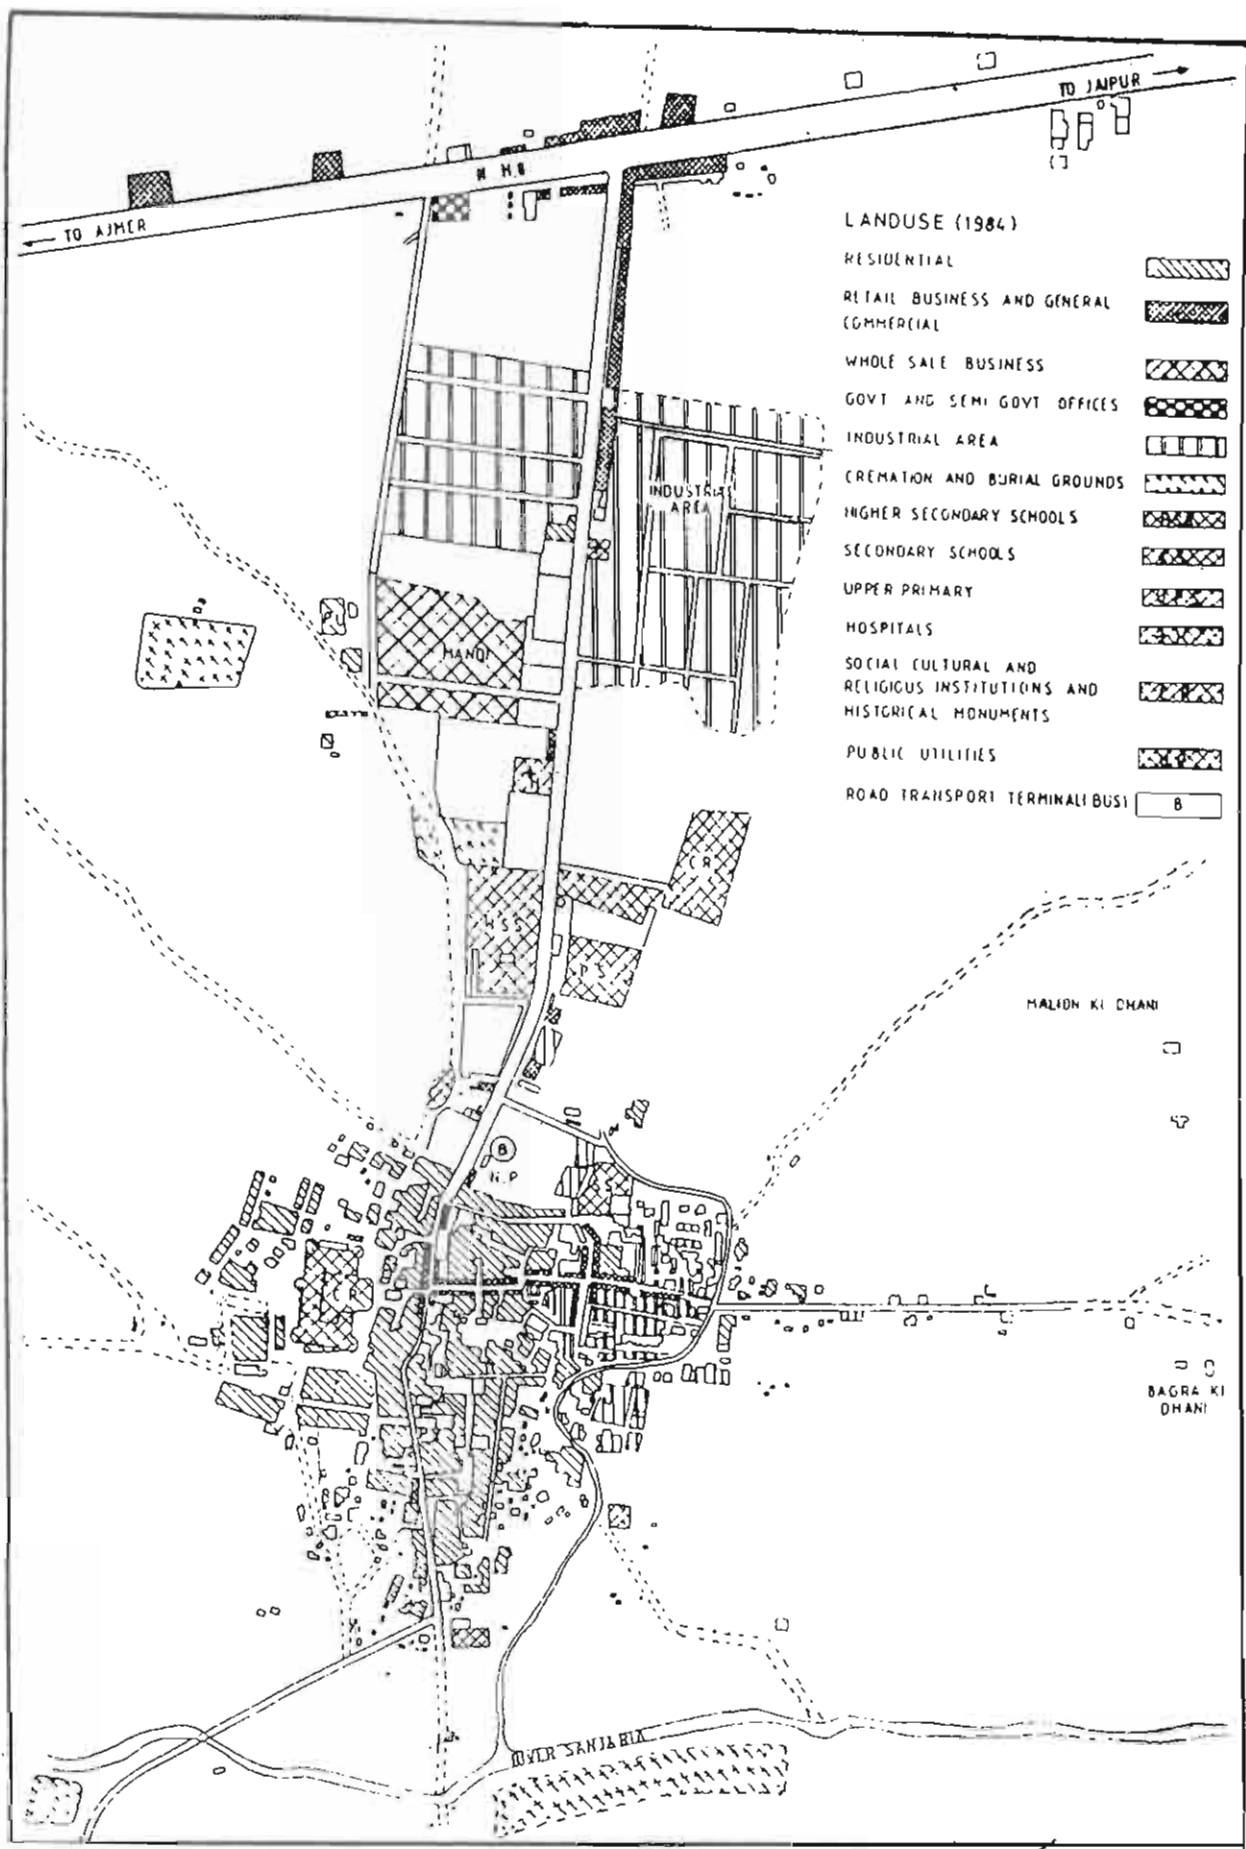 TO JAIPUR
N.H.8
TO AJMER
LANDUSE (1984)
RESIDENTIAL
RETAIL BUSINESS AND GENERAL
COMMERCIAL
WHOLE SALE BUSINESS
GOVT AND SEMI GOVT OFFICES
INDUSTRIAL AREA
CREMATION AND BURIAL GROUNDS
HIGHER SECONDARY SCHOOLS
SECONDARY SCHOOLS
UPPER PRIMARY
HOSPITALS
SOCIAL CULTURAL AND
RELIGIOUS INSTITUTIONS AND
HISTORICAL MONUMENTS
PUBLIC UTILITIES
ROAD TRANSPORT TERMINAL(BUS) B
INDUSTRIAL
AREA
MANDI
C R
H.S.S
P.S
MALION KI DHANI
B
N.P
S
C R
BAGRA KI
DHANI
RIVER SANJARIA